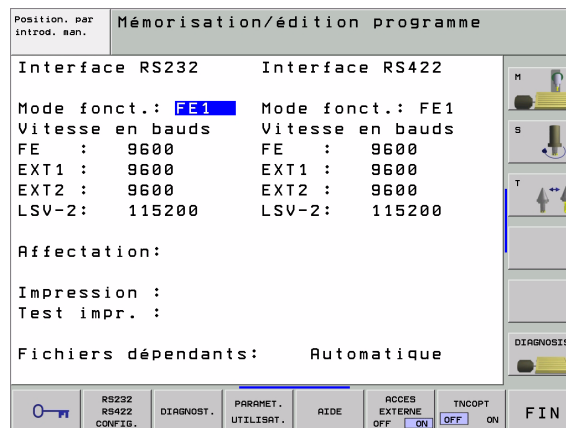 Position. par
introd. man.
Mémorisation/édition programme
Interface RS232 Interface RS422
Mode fonct.: FE1 Mode fonct.: FE1
Vitesse en bauds Vitesse en bauds
FE : 9600 FE : 9600
EXT1 : 9600 EXT1 : 9600
EXT2 : 9600 EXT2 : 9600
LSV-2: 115200 LSV-2: 115200
Affectation:
Impression :
Test impr. :
Fichiers dépendants: Automatique
M
S
T
DIAGNOSIS
RS232
RS422
CONFIG.
DIAGNOST.
PARAMET.
UTILISAT.
AIDE
ACCES
EXTERNE
OFF ON
TNCOPT
OFF ON
FIN